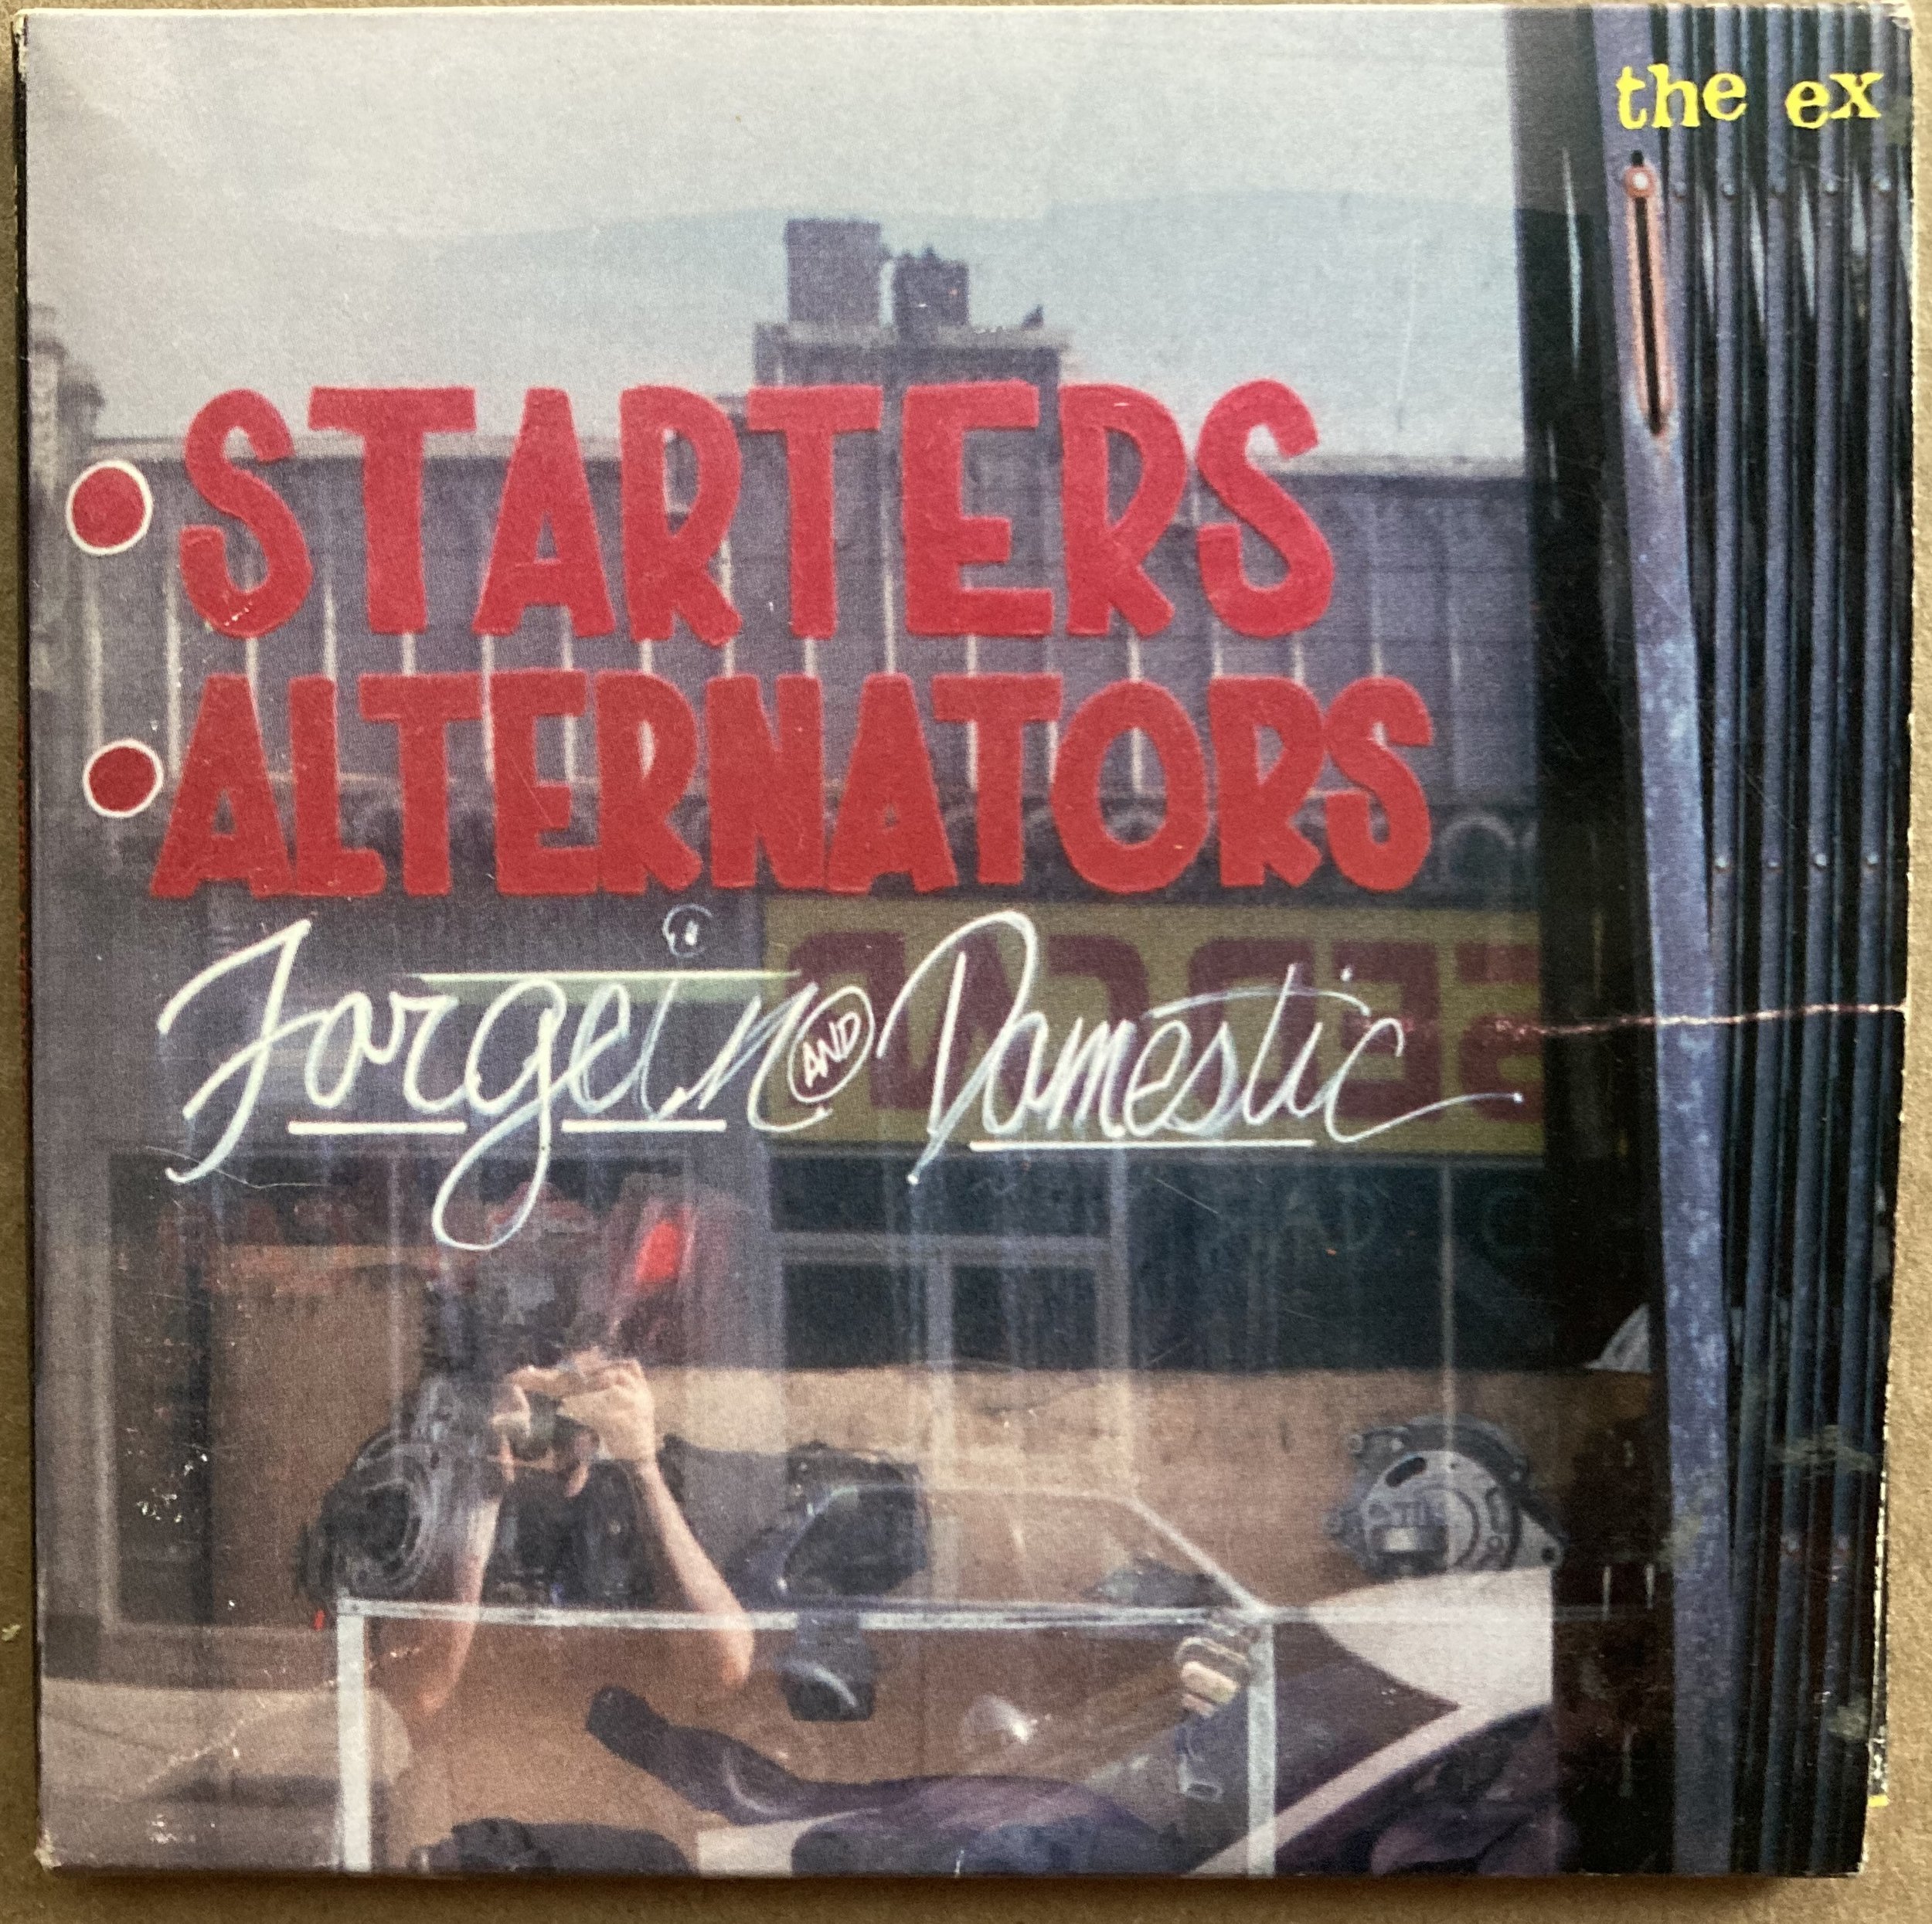 the ex
• STARTERS
• ALTERNATORS
Forgein AND Domestic